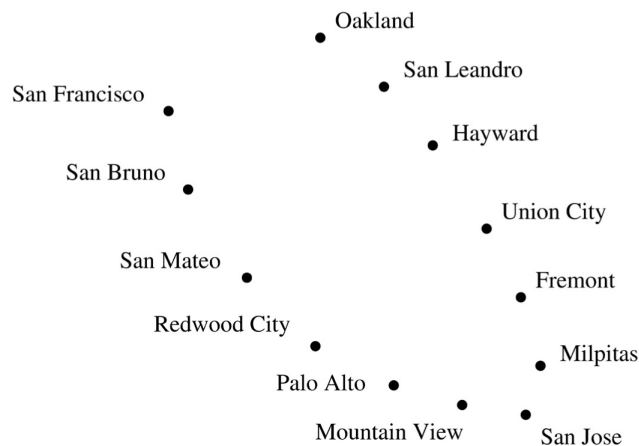 Oakland
San Leandro
San Francisco
Hayward
San Bruno
Union City
San Mateo
Fremont
Redwood City
Milpitas
Palo Alto
Mountain View
San Jose